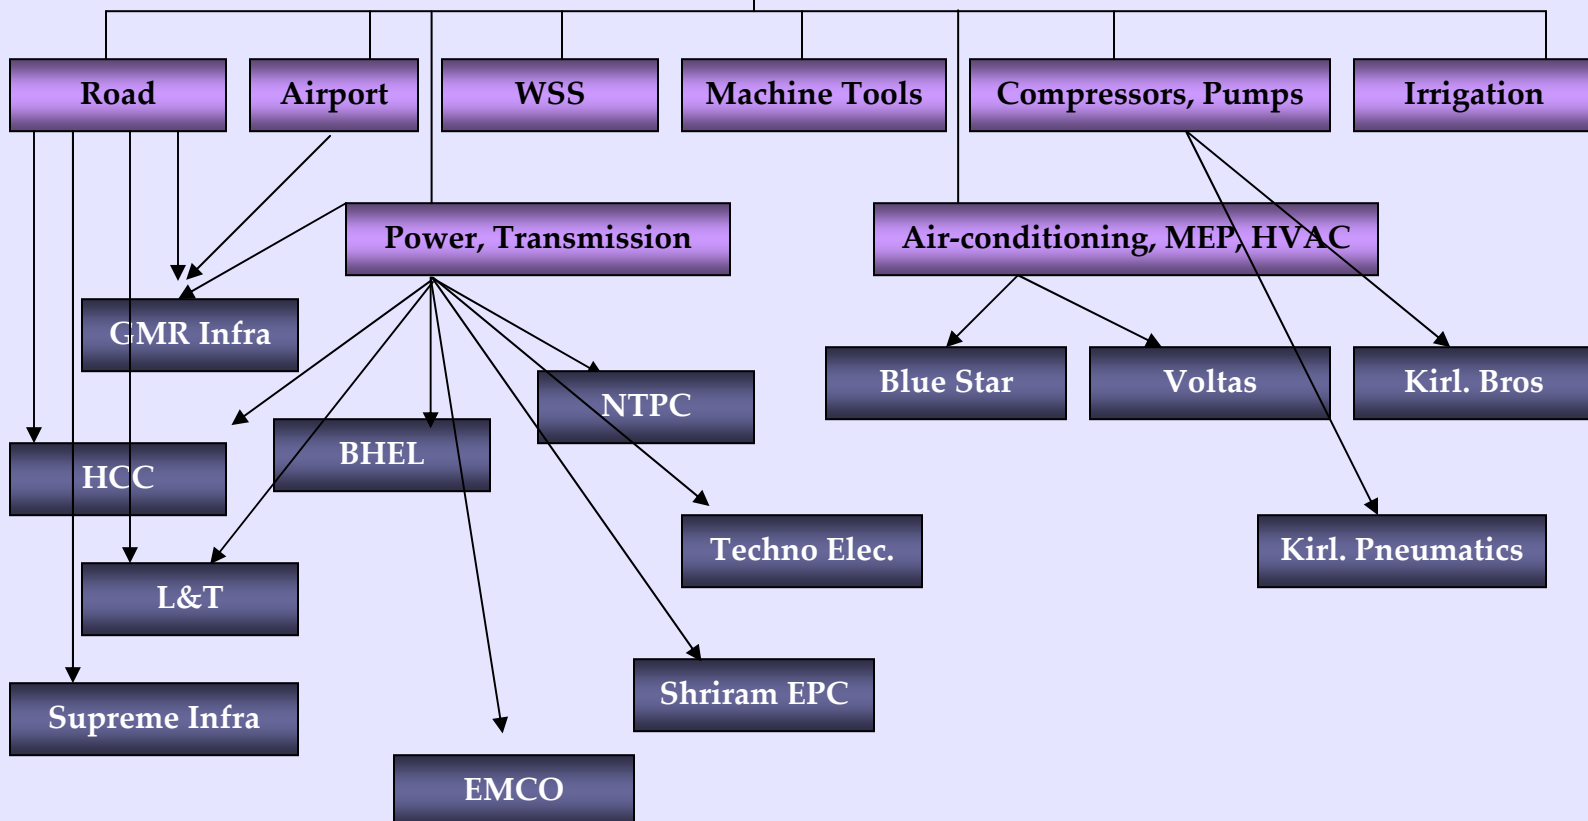 Road
Airport
WSS
Machine Tools
Compressors, Pumps
Irrigation
Power, Transmission
Air-conditioning, MEP, HVAC
GMR Infra
Blue Star
Voltas
Kirl. Bros
NTPC
BHEL
HCC
Techno Elec.
Kirl. Pneumatics
L&T
Shriram EPC
Supreme Infra
EMCO